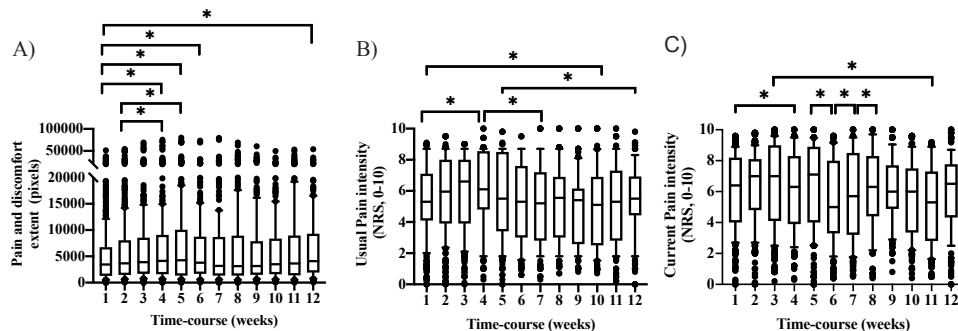 A)
*
*
*
*
*
*
Pain and discomfort
extent (pixels)
100000
50000
20000
15000
10000
5000
0
1 2 3 4 5 6 7 8 9 10 11 12
Time-course (weeks)
B)
*
*
*
*
Usual Pain intensity
(NRS, 0-10)
10
8
6
4
2
0
1 2 3 4 5 6 7 8 9 10 11 12
Time-course (weeks)
C)
*
*
*
*
*
Current Pain intensity
(NRS, 0-10)
10
8
6
4
2
0
1 2 3 4 5 6 7 8 9 10 11 12
Time-course (weeks)